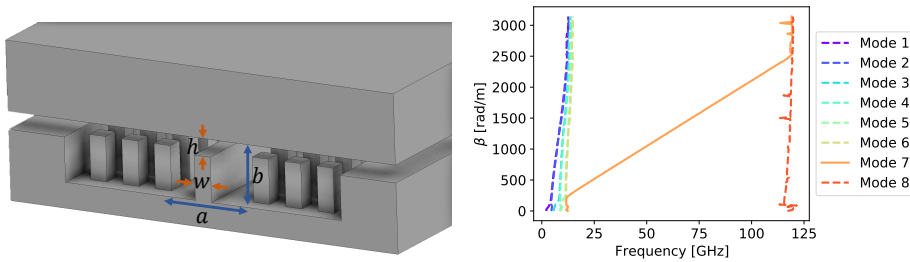 h
w
b
a
β [rad/m]
3000
2500
2000
1500
1000
500
0
0
25
50
75
100
125
Frequency [GHz]
Mode 1
Mode 2
Mode 3
Mode 4
Mode 5
Mode 6
Mode 7
Mode 8